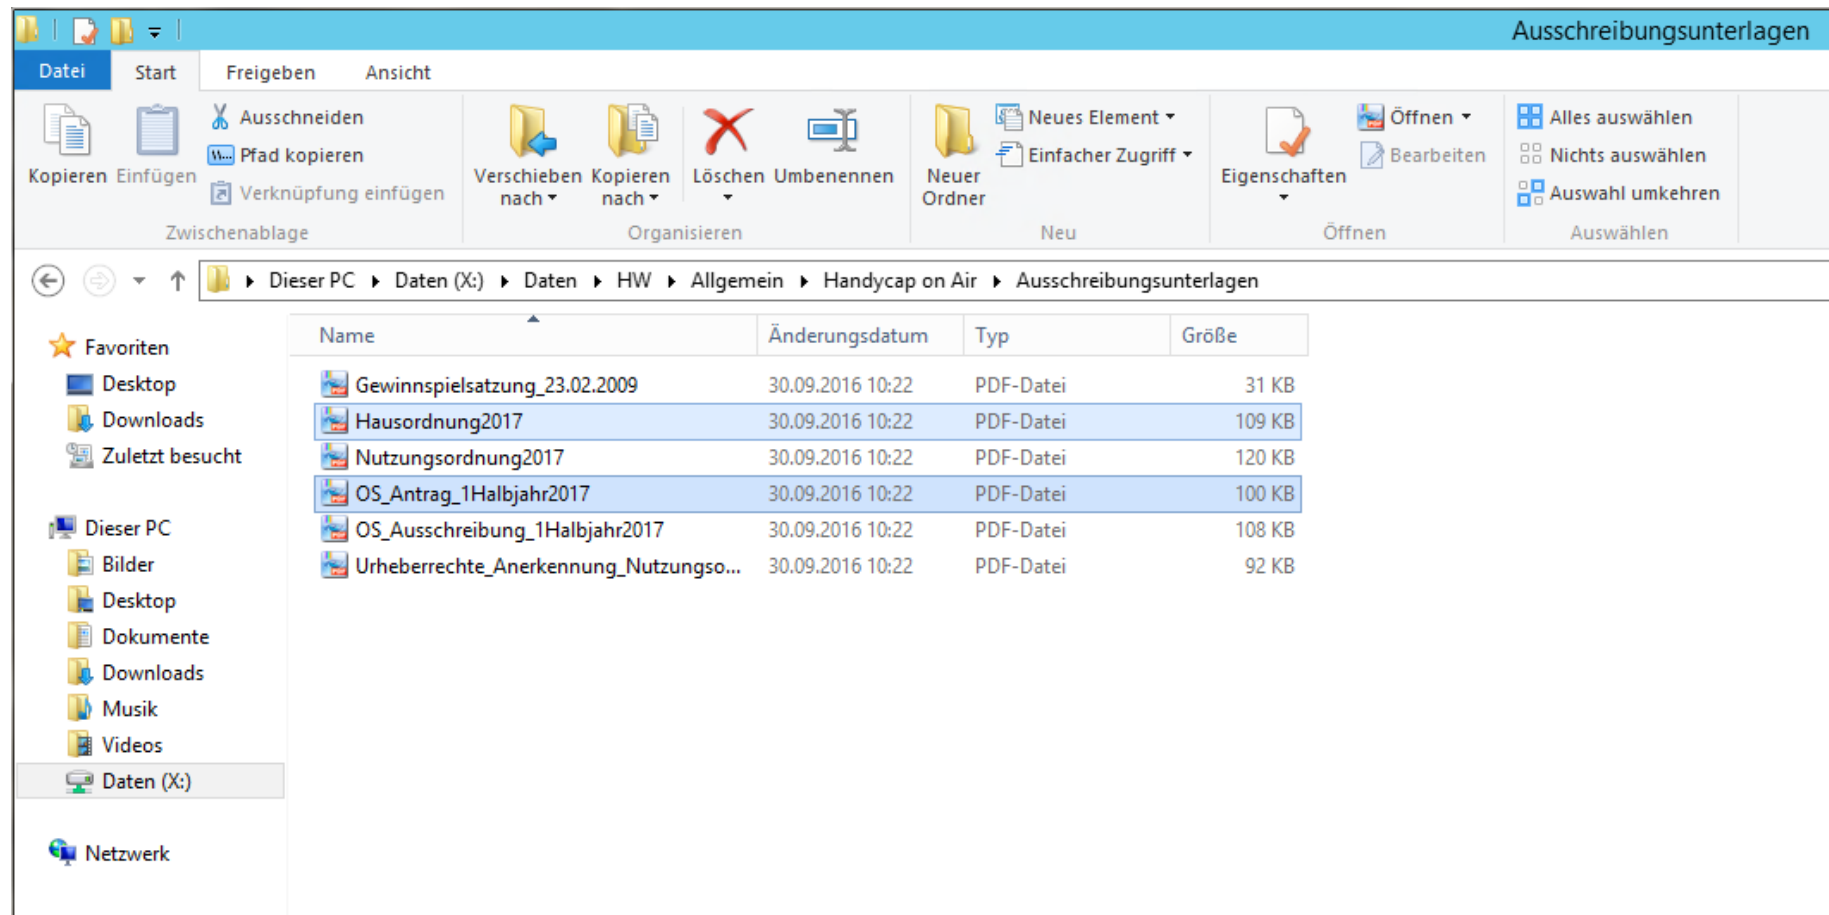 Ausschreibungsunterlagen
Datei Start Freigeben Ansicht
Kopieren Einfügen Ausschneiden
Pfad kopieren
Verknüpfung einfügen
Zwischenablage
Verschieben nach Kopieren nach Löschen Umbenennen
Organisieren
Neuer Ordner Neues Element
Einfacher Zugriff
Neu
Eigenschaften Öffnen
Bearbeiten
Öffnen
Alles auswählen
Nichts auswählen
Auswahl umkehren
Auswählen
Dieser PC Daten (X:) Daten HW Allgemein Handycap on Air Ausschreibungsunterlagen
Favoriten
Desktop
Downloads
Zuletzt besucht
Dieser PC
Bilder
Desktop
Dokumente
Downloads
Musik
Videos
Daten (X:)
Netzwerk
Name Änderungsdatum Typ Größe
Gewinnspielsatzung_23.02.2009 30.09.2016 10:22 PDF-Datei 31 KB
Hausordnung2017 30.09.2016 10:22 PDF-Datei 109 KB
Nutzungsordnung2017 30.09.2016 10:22 PDF-Datei 120 KB
OS_Antrag_1Halbjahr2017 30.09.2016 10:22 PDF-Datei 100 KB
OS_Ausschreibung_1Halbjahr2017 30.09.2016 10:22 PDF-Datei 108 KB
Urheberrechte_Anerkennung_Nutzungso... 30.09.2016 10:22 PDF-Datei 92 KB